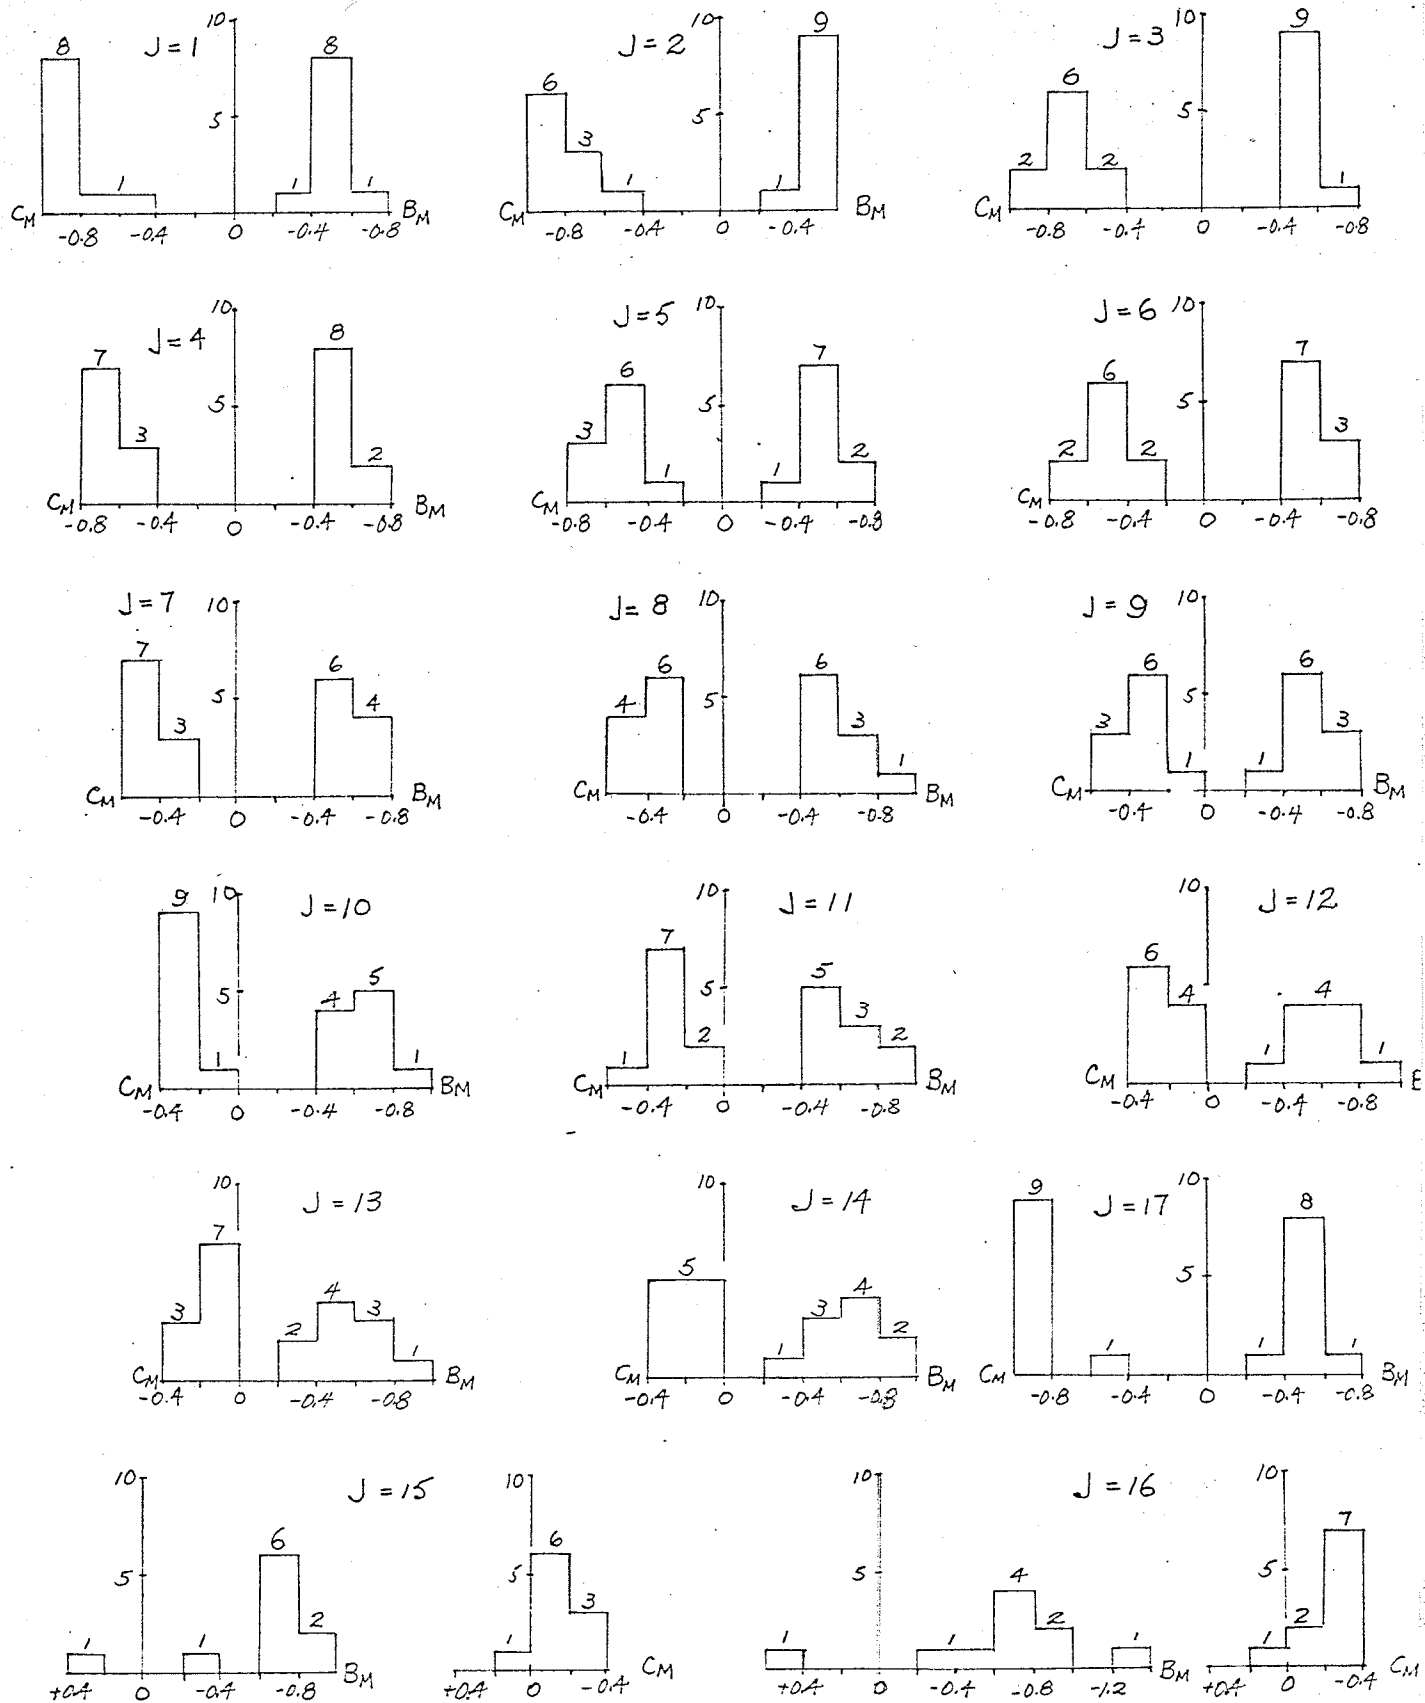 10 J=1 10 J=2 9 10 J=3 9
8 8
6 6
5 5 5
3 2 2
1 1 1 1 1 1
C_M B_M C_M B_M C_M
-0.8 -0.4 0 -0.4 -0.8 -0.8 -0.4 0 -0.4 -0.8 -0.4 0 -0.4 -0.8
10 10 10
J=4 8 J=5 J=6
7 6 7 6 7
5 5 5
3 2 3 1 1 2 2 2 3
C_M B_M C_M C_M
-0.8 -0.4 0 -0.4 -0.8 -0.8 -0.4 0 -0.4 -0.8 -0.8 -0.4 0 -0.4 -0.8
J=7 10 J=8 10 J=9 10
7 6 6 6 6 6
5 5 5
3 4 4 3 1 3 1 1 3
C_M B_M C_M B_M C_M B_M
-0.4 0 -0.4 -0.8 -0.4 0 -0.4 -0.8 -0.4 0 -0.4 -0.8
9 10 J=10 10 J=11 10 J=12
7 6
5 4 5 5 5 5 4 4
1 1 1 2 3 2 1 1
C_M B_M C_M B_M C_M
-0.4 0 -0.4 -0.8 -0.4 0 -0.4 -0.8 -0.4 0 -0.4 -0.8
10 J=13 10 J=14 9 J=17 10 8
7
3 2 4 3 1 5 1 3 4 2 1 5 1 1
C_M B_M C_M B_M C_M B_M
-0.4 0 -0.4 -0.8 -0.4 0 -0.4 -0.8 -0.8 -0.4 0 -0.4 -0.8
10 J=15 10 10 J=16 10
6 6 7
5 5 5 4 5
1 1 2 1 3 1 1 2 1 1 2
B_M C_M B_M C_M
+0.4 0 -0.4 -0.8 +0.4 0 -0.4 +0.4 0 -0.4 -0.8 -1.2 +0.4 0 -0.4